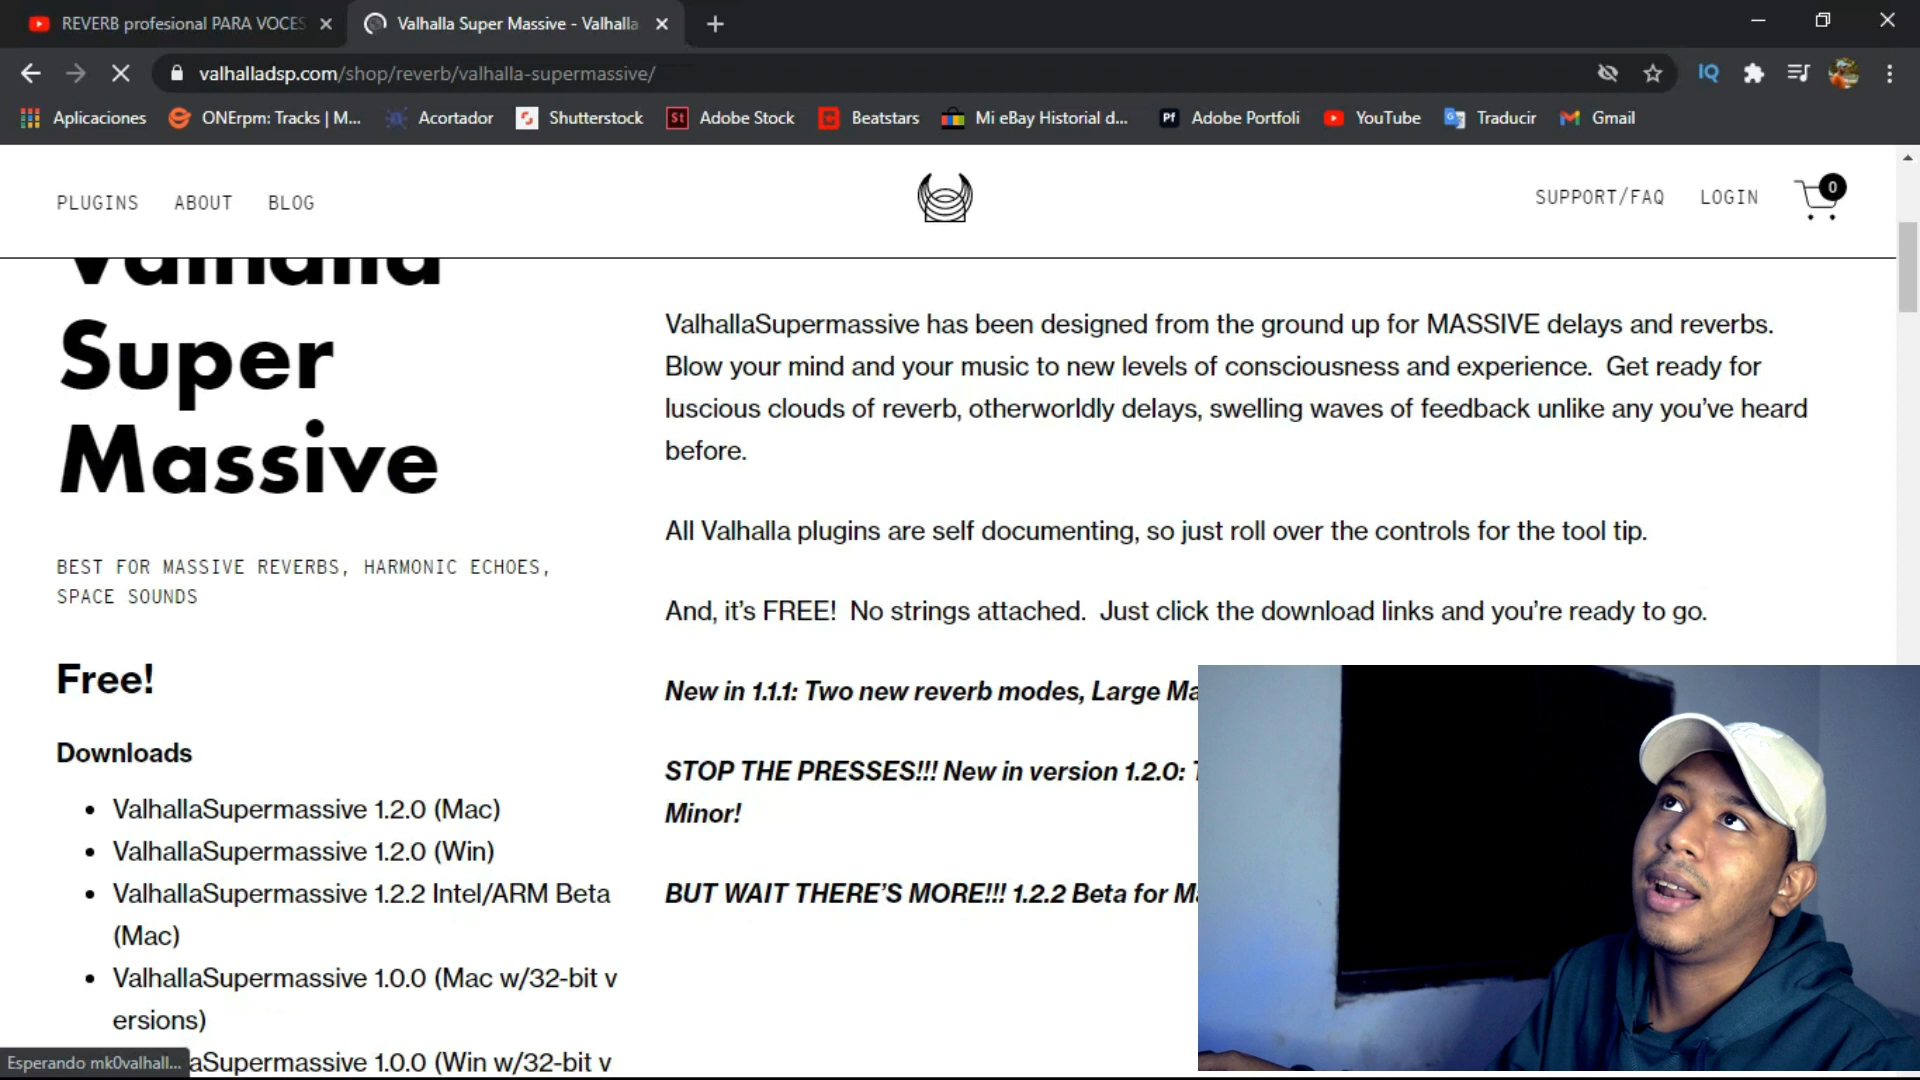 REVERB profesional PARA VOCES
Valhalla Super Massive - Valhalla
valhalladsp.com/shop/reverb/valhalla-supermassive/
IQ
Aplicaciones
ONErpm: Tracks | M...
Acortador
Shutterstock
St Adobe Stock
Beatstars
Mi eBay Historial d...
Pf Adobe Portfoli
YouTube
Traducir
Gmail
PLUGINS ABOUT BLOG
SUPPORT/FAQ LOGIN 0
Valhalla
Super
Massive
BEST FOR MASSIVE REVERBS, HARMONIC ECHOES,
SPACE SOUNDS
Free!
Downloads
ValhallaSupermassive 1.2.0 (Mac)
ValhallaSupermassive 1.2.0 (Win)
ValhallaSupermassive 1.2.2 Intel/ARM Beta
(Mac)
ValhallaSupermassive 1.0.0 (Mac w/32-bit v
ersions)
aSupermassive 1.0.0 (Win w/32-bit v
ValhallaSupermassive has been designed from the ground up for MASSIVE delays and reverbs.
Blow your mind and your music to new levels of consciousness and experience. Get ready for
luscious clouds of reverb, otherworldly delays, swelling waves of feedback unlike any you've heard
before.
All Valhalla plugins are self documenting, so just roll over the controls for the tool tip.
And, it's FREE! No strings attached. Just click the download links and you're ready to go.
New in 1.1.1: Two new reverb modes, Large Ma
STOP THE PRESSES!!! New in version 1.2.0:
Minor!
BUT WAIT THERE'S MORE!!! 1.2.2 Beta for Ma
Esperando mk0valhall...